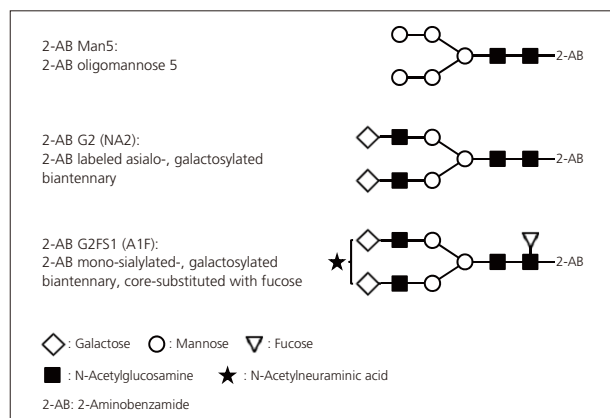 2-AB Man5:
2-AB oligomannose 5
2-AB
2-AB G2 (NA2):
2-AB labeled asialo-, galactosylated
biantennary
2-AB
2-AB G2FS1 (A1F):
2-AB mono-sialylated-, galactosylated
biantennary, core-substituted with fucose
2-AB
: Galactose : Mannose : Fucose
: N-Acetylglucosamine : N-Acetylneuraminic acid
2-AB: 2-Aminobenzamide